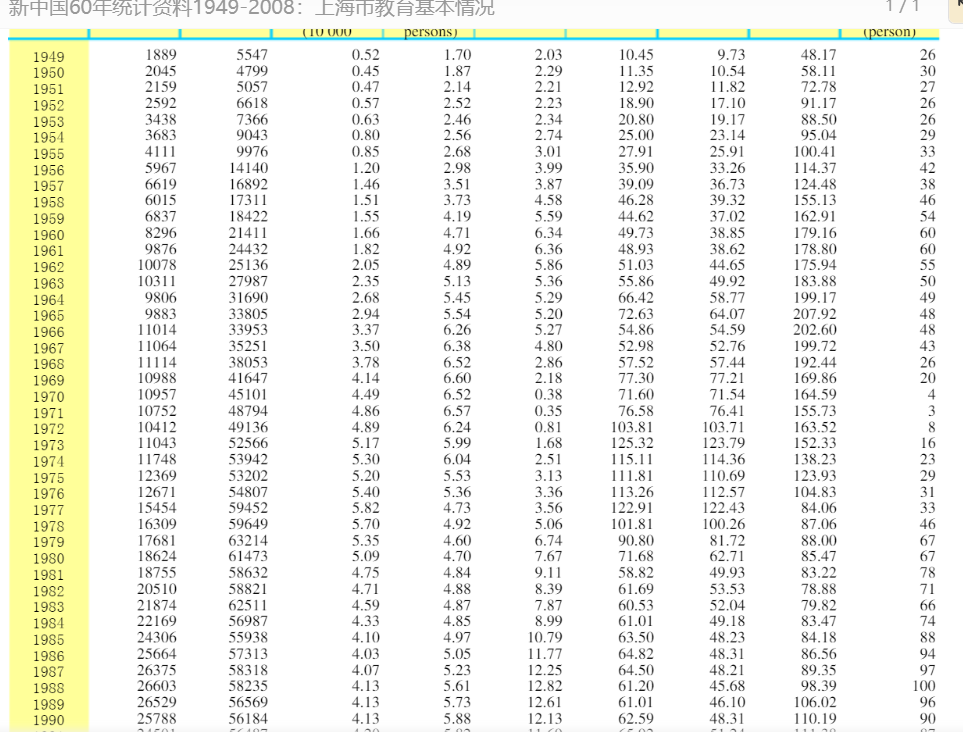 新中国60年统计资料1949-2008：上海市教育基本情况 1 / 1
(10 000 persons) (person)
1949 1889 5547 0.52 1.70 2.03 10.45 9.73 48.17 26
1950 2045 4799 0.45 1.87 2.29 11.35 10.54 58.11 30
1951 2159 5057 0.47 2.14 2.21 12.92 11.82 72.78 27
1952 2592 6618 0.57 2.52 2.23 18.90 17.10 91.17 26
1953 3438 7366 0.63 2.46 2.34 20.80 19.17 88.50 26
1954 3683 9043 0.80 2.56 2.74 25.00 23.14 95.04 29
1955 4111 9976 0.85 2.68 3.01 27.91 25.91 100.41 33
1956 5967 14140 1.20 2.98 3.99 35.90 33.26 114.37 42
1957 6619 16892 1.46 3.51 3.87 39.09 36.73 124.48 38
1958 6015 17311 1.51 3.73 4.58 46.28 39.32 155.13 46
1959 6837 18422 1.55 4.19 5.59 44.62 37.02 162.91 54
1960 8296 21411 1.66 4.71 6.34 49.73 38.85 179.16 60
1961 9876 24432 1.82 4.92 6.36 48.93 38.62 178.80 60
1962 10078 25136 2.05 4.89 5.86 51.03 44.65 175.94 55
1963 10311 27987 2.35 5.13 5.36 55.86 49.92 183.88 50
1964 9806 31690 2.68 5.45 5.29 66.42 58.77 199.17 49
1965 9883 33805 2.94 5.54 5.20 72.63 64.07 207.92 48
1966 11014 33953 3.37 6.26 5.27 54.86 54.59 202.60 48
1967 11064 35251 3.50 6.38 4.80 52.98 52.76 199.72 43
1968 11114 38053 3.78 6.52 2.86 57.52 57.44 192.44 26
1969 10988 41647 4.14 6.60 2.18 77.30 77.21 169.86 20
1970 10957 45101 4.49 6.52 0.38 71.60 71.54 164.59 4
1971 10752 48794 4.86 6.57 0.35 76.58 76.41 155.73 3
1972 10412 49136 4.89 6.24 0.81 103.81 103.71 163.52 8
1973 11043 52566 5.17 5.99 1.68 125.32 123.79 152.33 16
1974 11748 53942 5.30 6.04 2.51 115.11 114.36 138.23 23
1975 12369 53202 5.20 5.53 3.13 111.81 110.69 123.93 29
1976 12671 54807 5.40 5.36 3.36 113.26 112.57 104.83 31
1977 15454 59452 5.82 4.73 3.56 122.91 122.43 84.06 33
1978 16309 59649 5.70 4.92 5.06 101.81 100.26 87.06 46
1979 17681 63214 5.35 4.60 6.74 90.80 81.72 88.00 67
1980 18624 61473 5.09 4.70 7.67 71.68 62.71 85.47 67
1981 18755 58632 4.75 4.84 9.11 58.82 49.93 83.22 78
1982 20510 58821 4.71 4.88 8.39 61.69 53.53 78.88 71
1983 21874 62511 4.59 4.87 7.87 60.53 52.04 79.82 66
1984 22169 56987 4.33 4.85 8.99 61.01 49.18 83.47 74
1985 24306 55938 4.10 4.97 10.79 63.50 48.23 84.18 88
1986 25664 57313 4.03 5.05 11.77 64.82 48.31 86.56 94
1987 26375 58318 4.07 5.23 12.25 64.50 48.21 89.35 97
1988 26603 58235 4.13 5.61 12.82 61.20 45.68 98.39 100
1989 26529 56569 4.13 5.73 12.61 61.01 46.10 106.02 96
1990 25788 56184 4.13 5.88 12.13 62.59 48.31 110.19 90